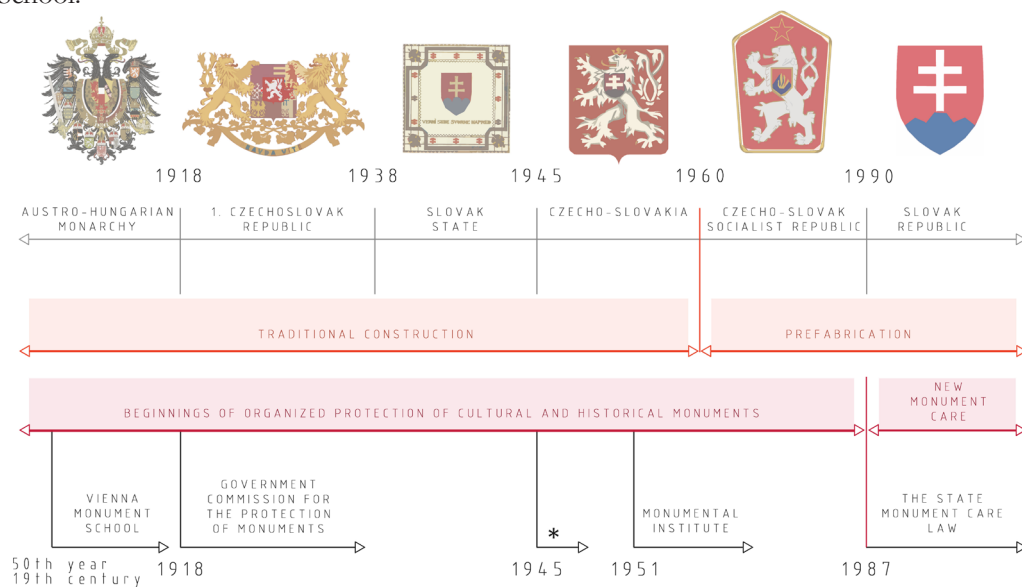 School.
1918
1938
1945
1960
1990
AUSTRO-HUNGARIAN
MONARCHY
1. CZECHOSLOVAK
REPUBLIC
SLOVAK
STATE
CZECHO-SLOVAKIA
CZECHO-SLOVAK
SOCIALIST REPUBLIC
SLOVAK
REPUBLIC
TRADITIONAL CONSTRUCTION
PREFABRICATION
BEGINNINGS OF ORGANIZED PROTECTION OF CULTURAL AND HISTORICAL MONUMENTS
NEW
MONUMENT
CARE
VIENNA
MONUMENT
SCHOOL
GOVERNMENT
COMMISSION FOR
THE PROTECTION
OF MONUMENTS
*
MONUMENTAL
INSTITUTE
THE STATE
MONUMENT CARE
LAW
50th year
19th century
1918
1945
1951
1987